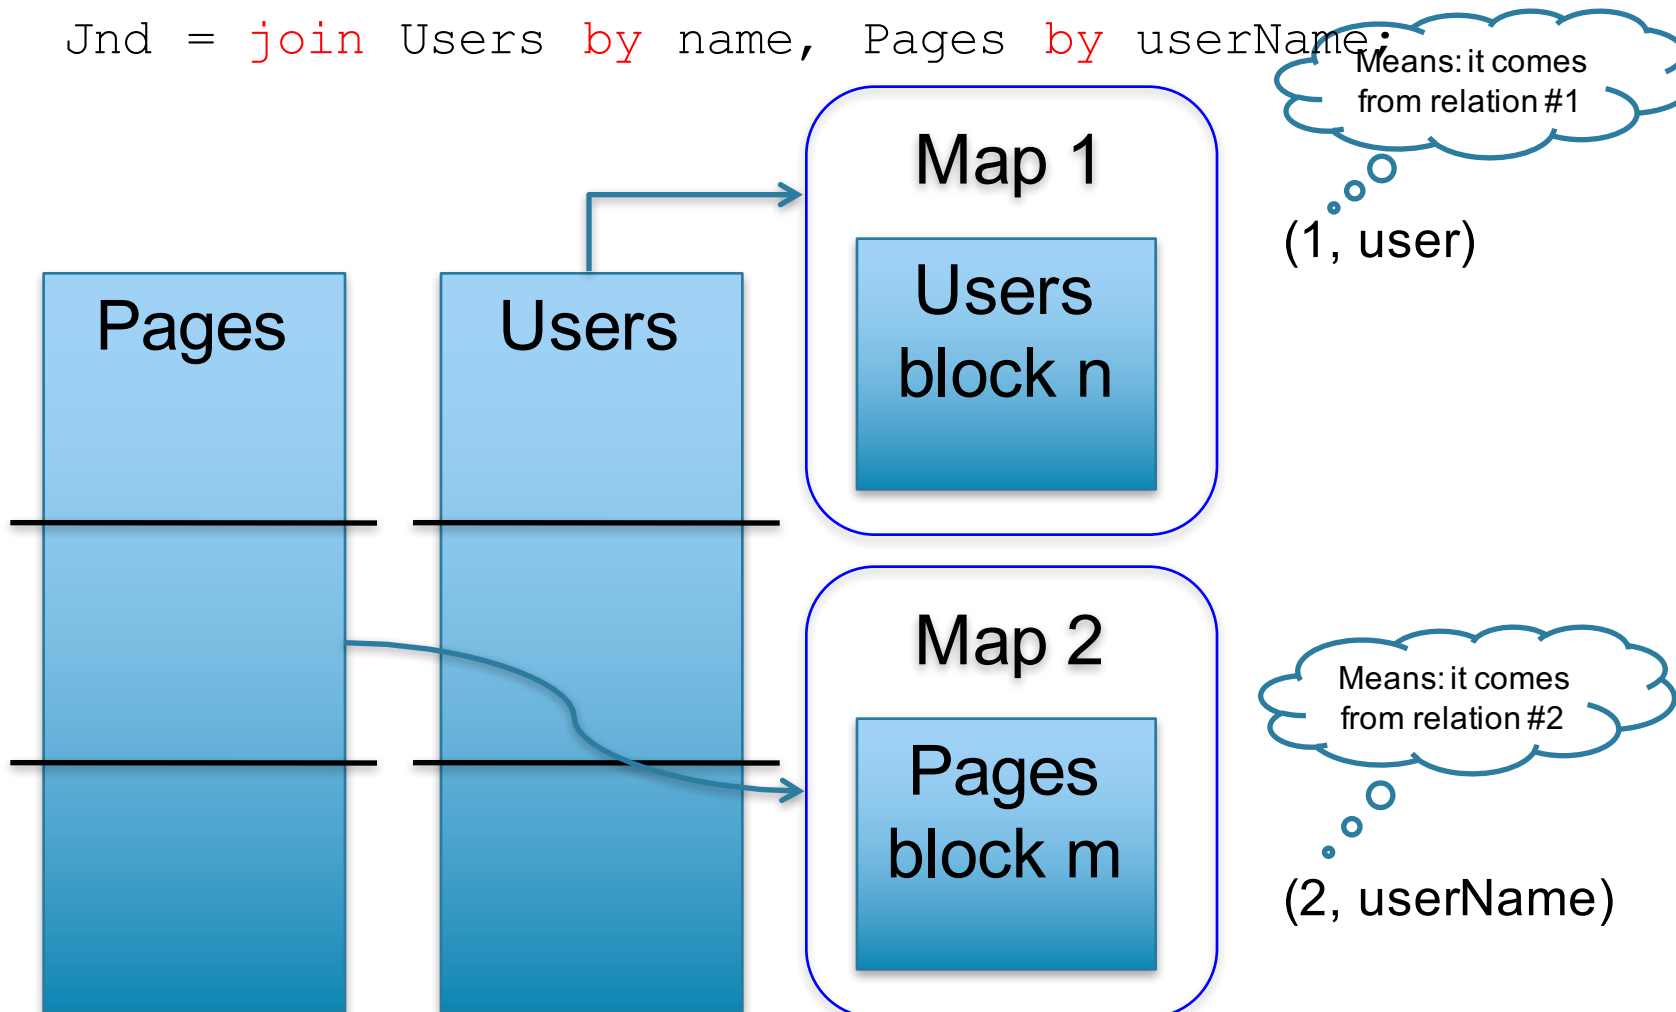 Jnd = join Users by name, Pages by userName;
Means: it comes
from relation #1
Map 1
(1, user)
Users
block n
Pages
Users
Map 2
Means: it comes
from relation #2
Pages
block m
(2, userName)